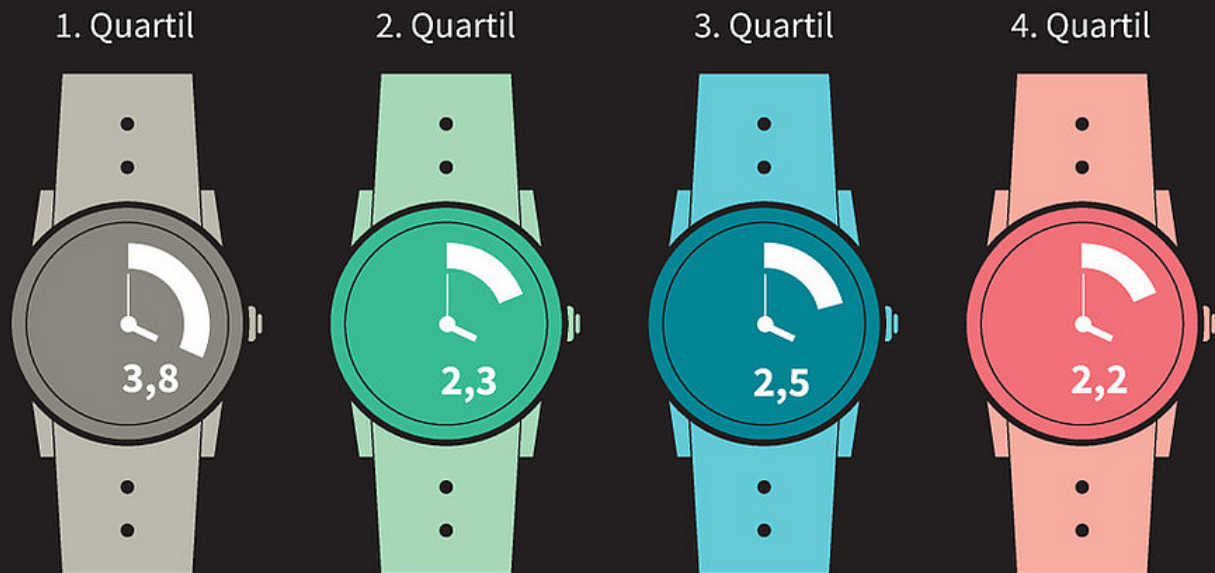 1. Quartil
2. Quartil
3. Quartil
4. Quartil
3,8
2,3
2,5
2,2